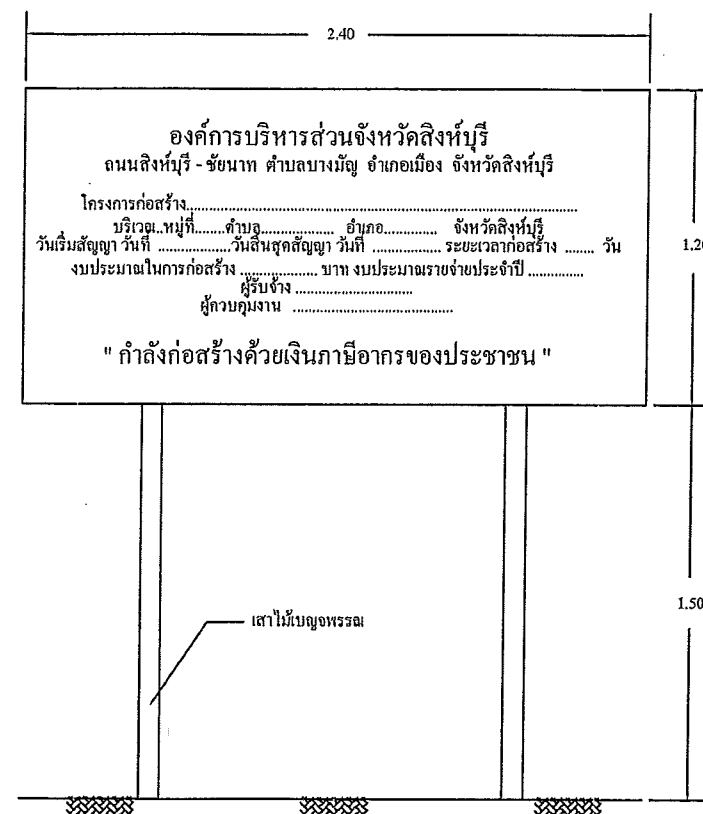 2.40
องค์การบริหารส่วนจังหวัดสิงห์บุรี
ถนนสิงห์บุรี - ชัยนาท ตำบลบางมัญ อำเภอเมือง จังหวัดสิงห์บุรี
โครงการก่อสร้าง........................................................................................
บริเวณ..หมู่ที่.......ตำบล................. อำเภอ............. จังหวัดสิงห์บุรี
วันเริ่มสัญญา วันที่ ..................วันสิ้นสุดสัญญา วันที่ ................. ระยะเวลาก่อสร้าง ....... วัน
1.20
งบประมาณในการก่อสร้าง ................... บาท งบประมาณรายจ่ายประจำปี ..............
ผู้รับจ้าง .............................
ผู้ควบคุมงาน ........................................
" กำลังก่อสร้างด้วยเงินภาษีอากรของประชาชน "
1.50
เสาไม้เบญจพรรณ